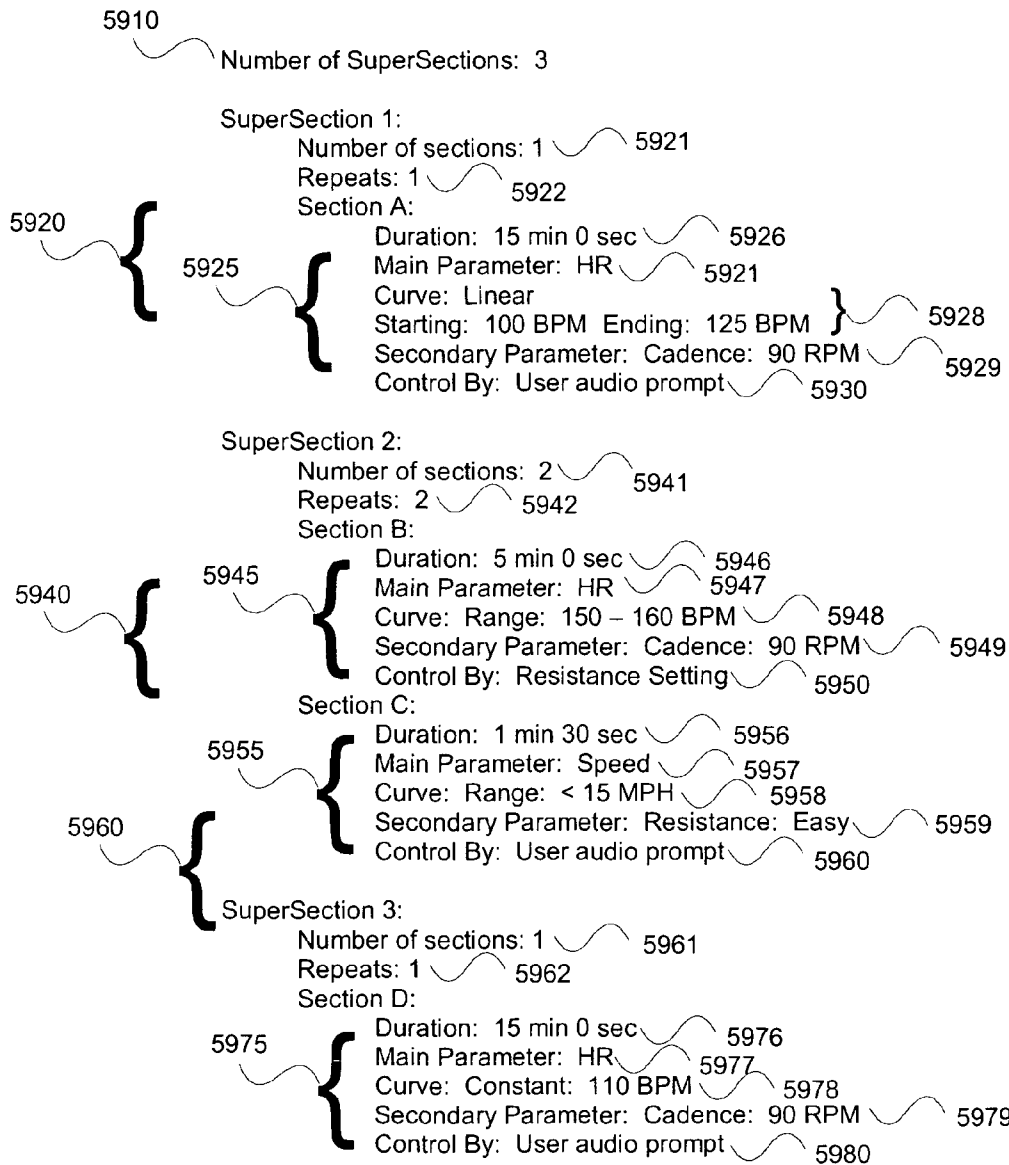 5910
Number of SuperSections: 3
SuperSection 1:
Number of sections: 1 5921
Repeats: 1 5922
5920
Section A:
5925
Duration: 15 min 0 sec 5926
Main Parameter: HR 5921
Curve: Linear
Starting: 100 BPM Ending: 125 BPM } 5928
Secondary Parameter: Cadence: 90 RPM 5929
Control By: User audio prompt 5930
SuperSection 2:
Number of sections: 2 5941
Repeats: 2 5942
Section B:
5940
5945
Duration: 5 min 0 sec 5946
Main Parameter: HR 5947
Curve: Range: 150 – 160 BPM 5948
Secondary Parameter: Cadence: 90 RPM 5949
Control By: Resistance Setting 5950
Section C:
5955
Duration: 1 min 30 sec 5956
Main Parameter: Speed 5957
Curve: Range: < 15 MPH 5958
5960
Secondary Parameter: Resistance: Easy 5959
Control By: User audio prompt 5960
SuperSection 3:
Number of sections: 1 5961
Repeats: 1 5962
Section D:
5975
Duration: 15 min 0 sec 5976
Main Parameter: HR 5977
Curve: Constant: 110 BPM 5978
Secondary Parameter: Cadence: 90 RPM 5979
Control By: User audio prompt 5980